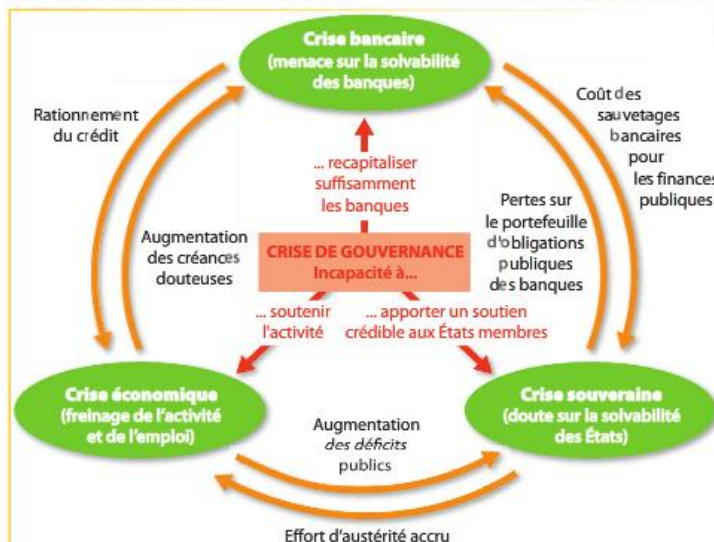 Crise bancaire
(menace sur la solvabilité
des banques)
Rationnement
du crédit
Coût des
sauvetages
bancaires
pour
les finances
publiques
... recapitaliser
suffisamment
les banques
Augmentation
des créances
douteuses
Pertes sur
le portefeuille
d'obligations
publiques
des banques
CRISE DE GOUVERNANCE
Incapacité à...
... soutenir
l'activité
... apporter un soutien
crédible aux États membres
Crise économique
(freinage de l'activité
et de l'emploi)
Crise souveraine
(doute sur la solvabilité
des États)
Augmentation
des déficits
publics
Effort d'austérité accru